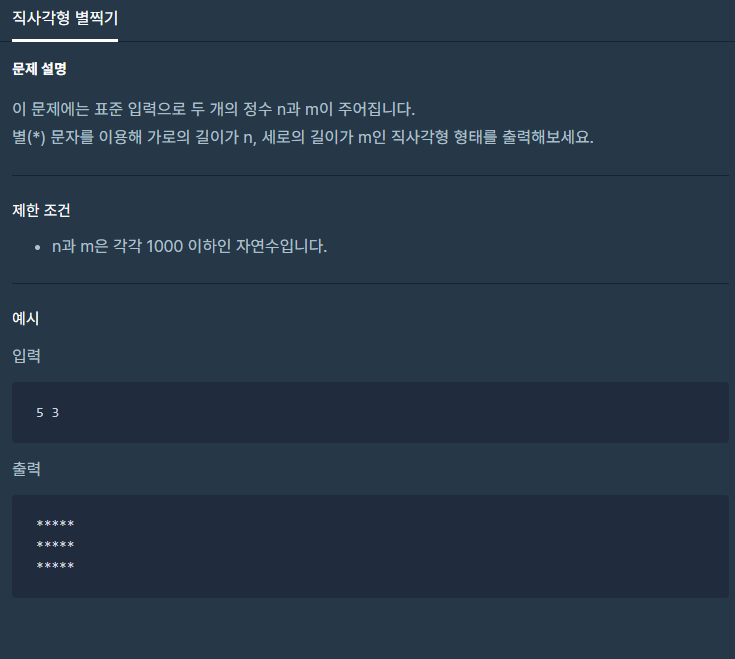 직사각형 별찍기
문제 설명
이 문제에는 표준 입력으로 두 개의 정수 n과 m이 주어집니다.
별(*) 문자를 이용해 가로의 길이가 n, 세로의 길이가 m인 직사각형 형태를 출력해보세요.
제한 조건
• n과 m은 각각 1000 이하인 자연수입니다.
예시
입력
5 3
출력
*****
*****
*****